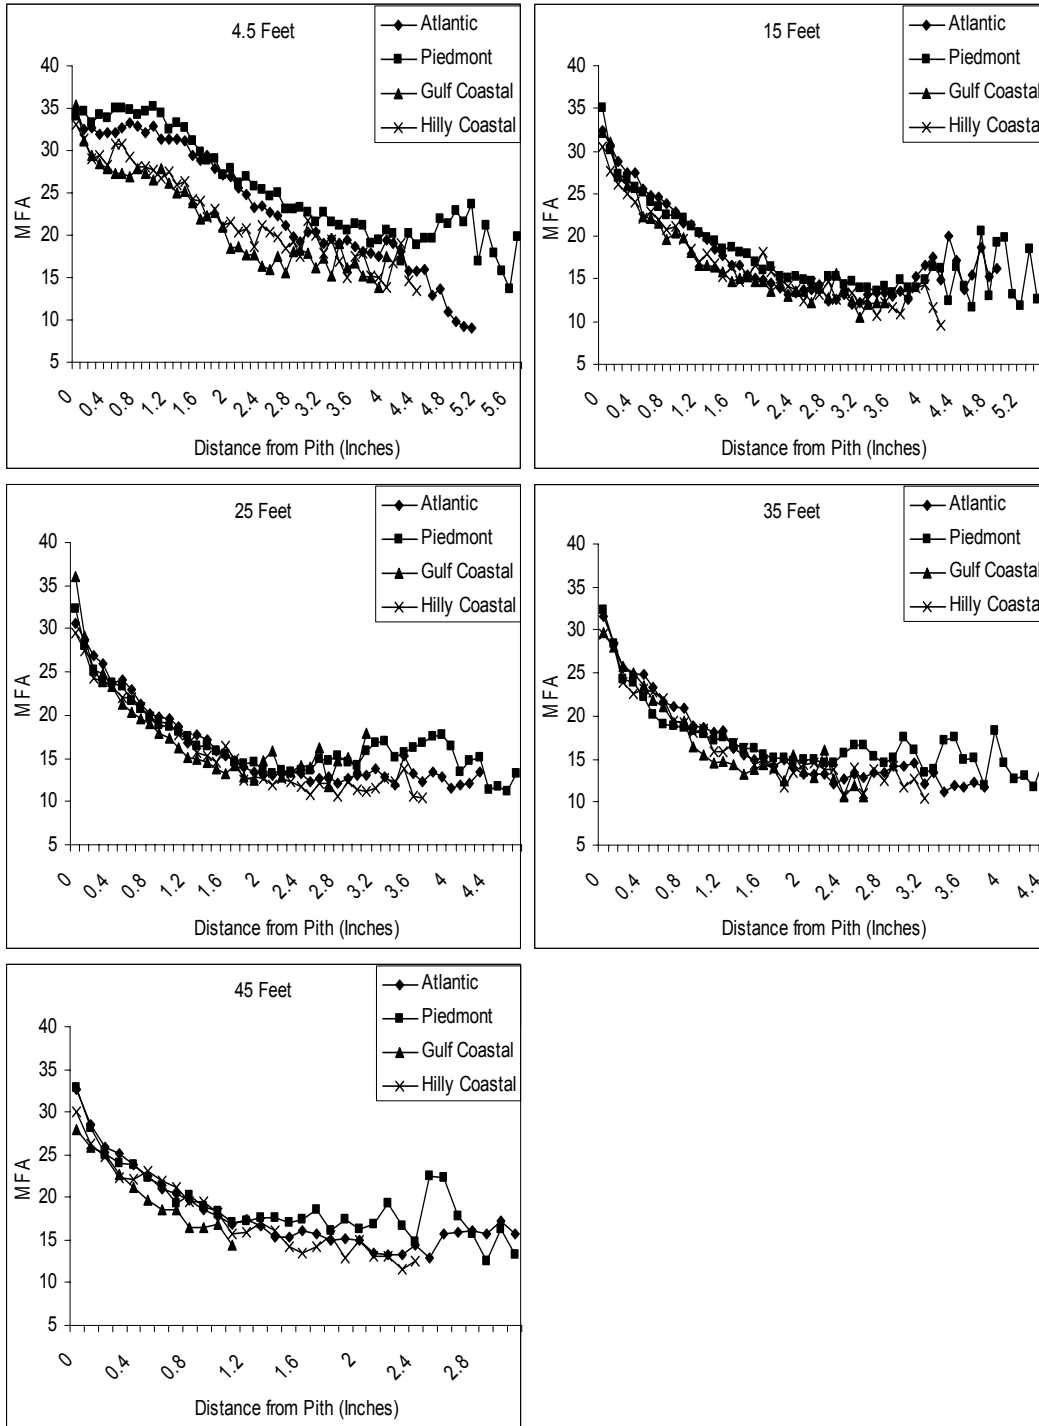 4.5 Feet
Atlantic
Piedmont
Gulf Coastal
Hilly Coastal
40
35
30
25
20
15
10
5
MFA
0 0.4 0.8 1.2 1.6 2 2.4 2.8 3.2 3.6 4 4.4 4.8 5.2 5.6
Distance from Pith (Inches)
15 Feet
Atlantic
Piedmont
Gulf Coastal
Hilly Coastal
40
35
30
25
20
15
10
5
MFA
0 0.4 0.8 1.2 1.6 2 2.4 2.8 3.2 3.6 4 4.4 4.8 5.2
Distance from Pith (Inches)
25 Feet
Atlantic
Piedmont
Gulf Coastal
Hilly Coastal
40
35
30
25
20
15
10
5
MFA
0 0.4 0.8 1.2 1.6 2 2.4 2.8 3.2 3.6 4 4.4
Distance from Pith (Inches)
35 Feet
Atlantic
Piedmont
Gulf Coastal
Hilly Coastal
40
35
30
25
20
15
10
5
MFA
0 0.4 0.8 1.2 1.6 2 2.4 2.8 3.2 3.6 4 4.4
Distance from Pith (Inches)
45 Feet
Atlantic
Piedmont
Gulf Coastal
Hilly Coastal
40
35
30
25
20
15
10
5
MFA
0 0.4 0.8 1.2 1.6 2 2.4 2.8
Distance from Pith (Inches)